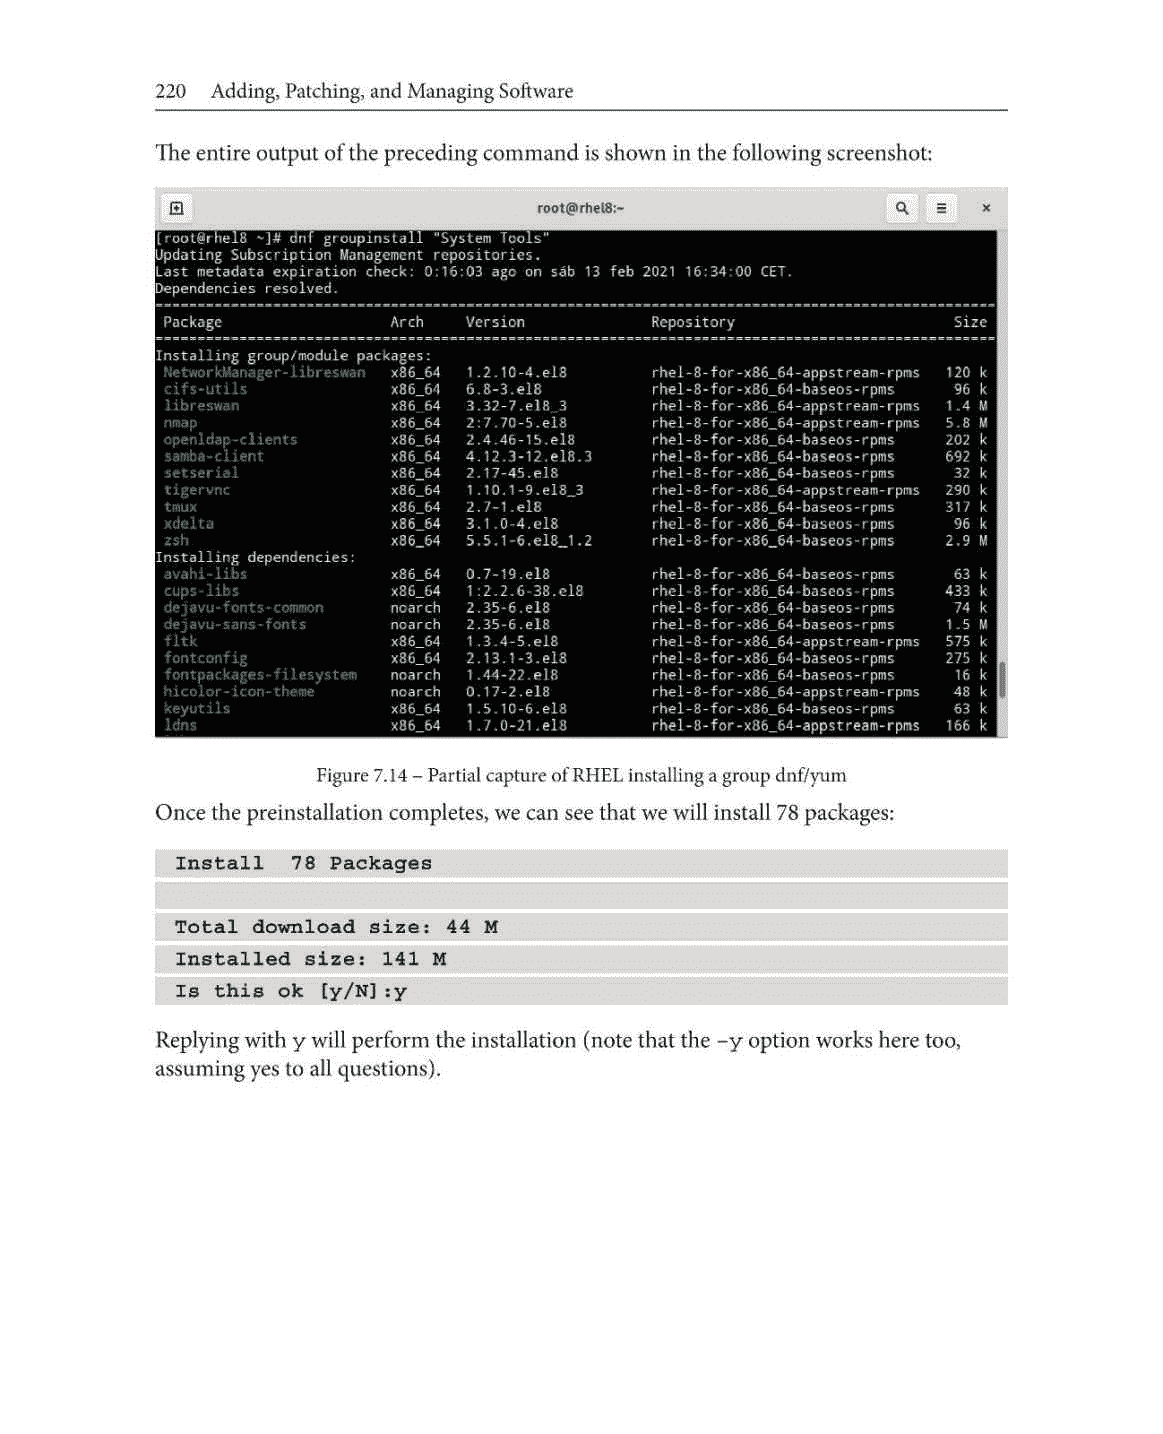 220 Adding, Patching, and Managing Software
The entire output of the preceding command is shown in the following screenshot:
root@rhel8:~
[root@rhel8 ~]# dnf groupinstall "System Tools"
Updating Subscription Management repositories.
Last metadata expiration check: 0:16:03 ago on sáb 13 feb 2021 16:34:00 CET.
Dependencies resolved.
Package Arch Version Repository Size
Installing group/module packages:
NetworkManager-libreswan x86_64 1.2.10-4.el8 rhel-8-for-x86_64-appstream-rpms 120 k
cifs-utils x86_64 6.8-3.el8 rhel-8-for-x86_64-baseos-rpms 96 k
libreswan x86_64 3.32-7.el8_3 rhel-8-for-x86_64-appstream-rpms 1.4 M
nmap x86_64 2:7.70-5.el8 rhel-8-for-x86_64-appstream-rpms 5.8 M
openldap-clients x86_64 2.4.46-15.el8 rhel-8-for-x86_64-baseos-rpms 202 k
samba-client x86_64 4.12.3-12.el8.3 rhel-8-for-x86_64-baseos-rpms 692 k
setserial x86_64 2.17-45.el8 rhel-8-for-x86_64-baseos-rpms 32 k
tigervnc x86_64 1.10.1-9.el8_3 rhel-8-for-x86_64-appstream-rpms 290 k
tmux x86_64 2.7-1.el8 rhel-8-for-x86_64-baseos-rpms 317 k
xdelta x86_64 3.1.0-4.el8 rhel-8-for-x86_64-baseos-rpms 96 k
zsh x86_64 5.5.1-6.el8_1.2 rhel-8-for-x86_64-baseos-rpms 2.9 M
Installing dependencies:
avahi-libs x86_64 0.7-19.el8 rhel-8-for-x86_64-baseos-rpms 63 k
cups-libs x86_64 1:2.2.6-38.el8 rhel-8-for-x86_64-baseos-rpms 433 k
dejavu-fonts-common noarch 2.35-6.el8 rhel-8-for-x86_64-baseos-rpms 74 k
dejavu-sans-fonts noarch 2.35-6.el8 rhel-8-for-x86_64-baseos-rpms 1.5 M
fltk x86_64 1.3.4-5.el8 rhel-8-for-x86_64-appstream-rpms 575 k
fontconfig x86_64 2.13.1-3.el8 rhel-8-for-x86_64-baseos-rpms 275 k
fontpackages-filesystem noarch 1.44-22.el8 rhel-8-for-x86_64-baseos-rpms 16 k
hicolor-icon-theme noarch 0.17-2.el8 rhel-8-for-x86_64-appstream-rpms 48 k
keyutils x86_64 1.5.10-6.el8 rhel-8-for-x86_64-baseos-rpms 63 k
ldns x86_64 1.7.0-21.el8 rhel-8-for-x86_64-appstream-rpms 166 k
Figure 7.14 – Partial capture of RHEL installing a group dnf/yum
Once the preinstallation completes, we can see that we will install 78 packages:
Install 78 Packages
Total download size: 44 M
Installed size: 141 M
Is this ok [y/N]:y
Replying with y will perform the installation (note that the -y option works here too,
assuming yes to all questions).